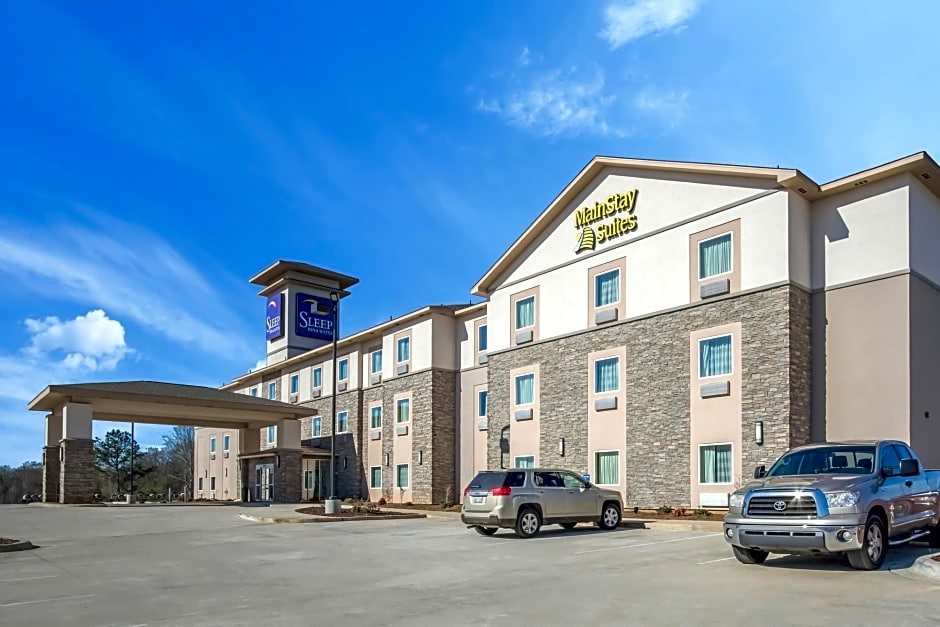 MainStay
Suites
SLEEP
INN & SUITES
SLEEP